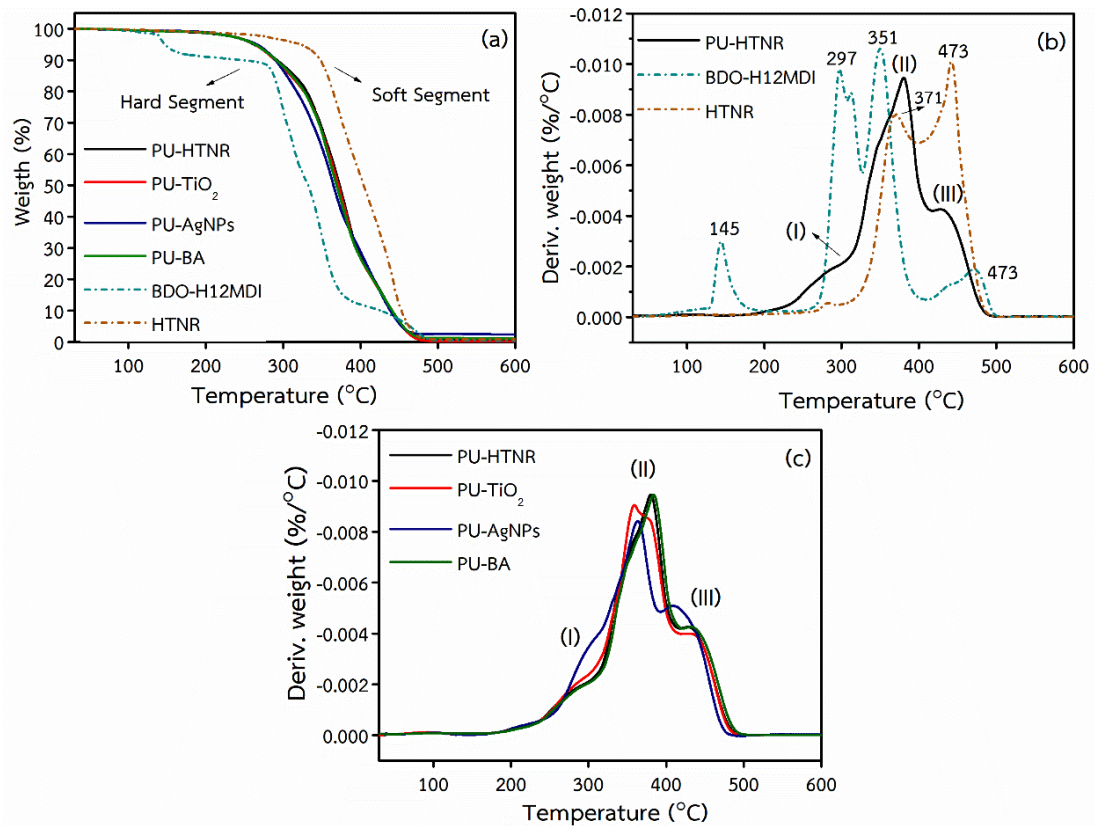 (a)
100
90
80
70
60
50
40
30
20
10
0
Weigth (%)
Hard Segment
Soft Segment
PU-HTNR
PU-TiO₂
PU-AgNPs
PU-BA
BDO-H12MDI
HTNR
100 200 300 400 500 600
Temperature (°C)
(b)
-0.012
-0.010
-0.008
-0.006
-0.004
-0.002
0.000
Deriv. weight (%/°C)
PU-HTNR
BDO-H12MDI
HTNR
145
297
351
(II)
473
371
(I)
(III)
473
100 200 300 400 500 600
Temperature (°C)
(c)
-0.012
-0.010
-0.008
-0.006
-0.004
-0.002
0.000
Deriv. weight (%/°C)
PU-HTNR
PU-TiO₂
PU-AgNPs
PU-BA
(I)
(II)
(III)
100 200 300 400 500 600
Temperature (°C)